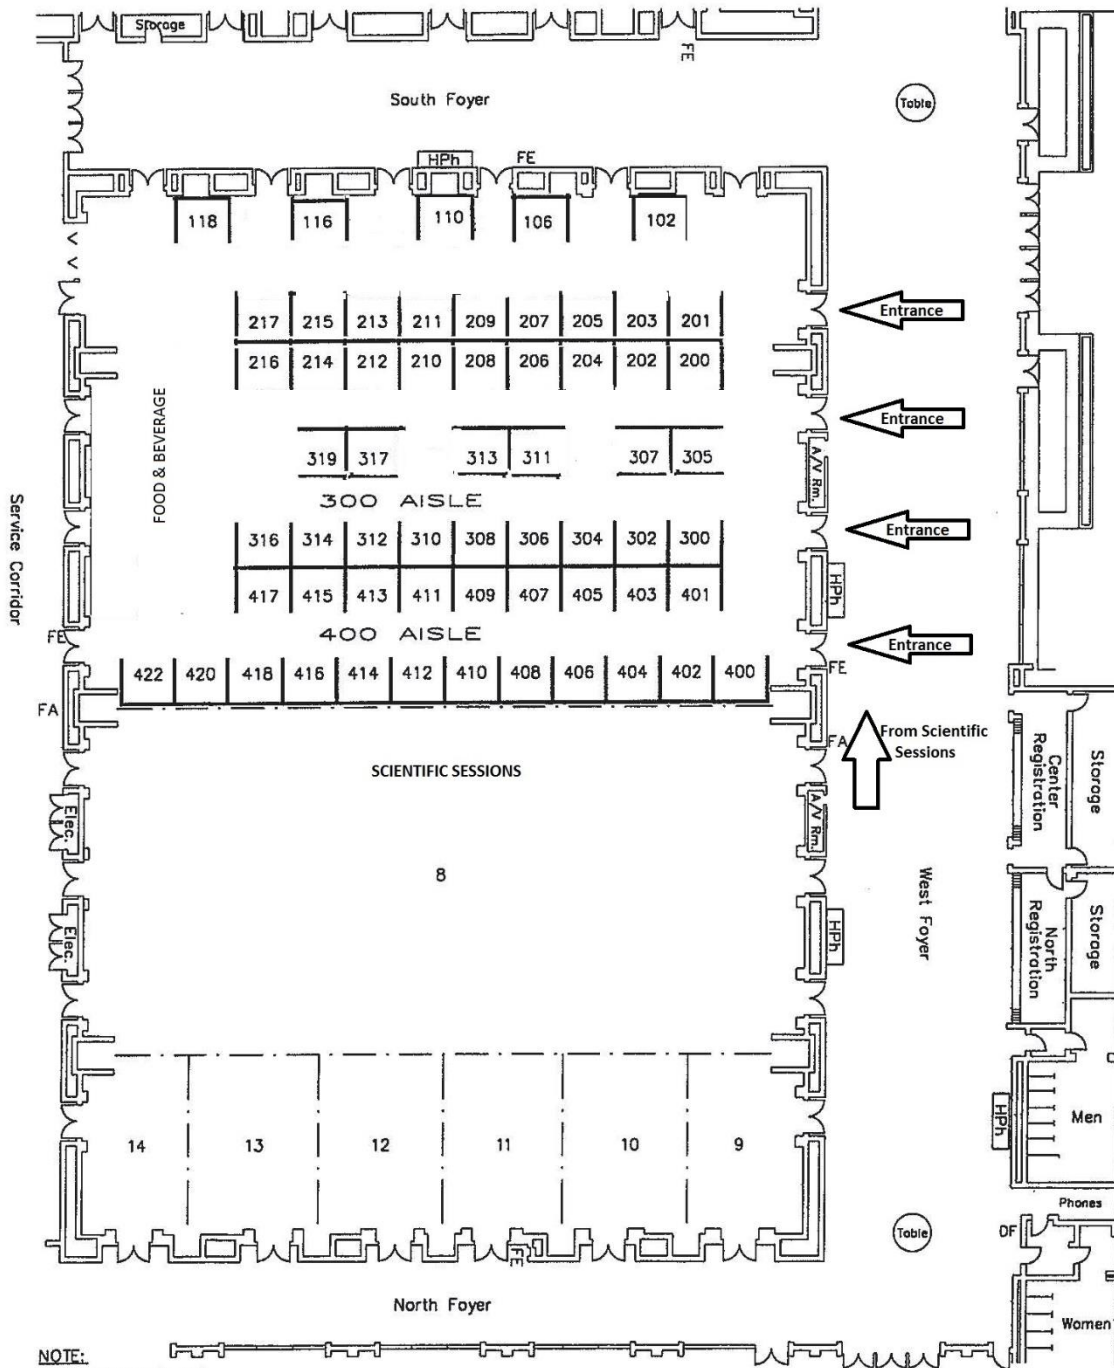 Storage
FE
South Foyer
Table
HPh
FE
118 116 110 106 102
217 215 213 211 209 207 205 203 201
Entrance
216 214 212 210 208 206 204 202 200
FOOD & BEVERAGE
Entrance
319 317 313 311 307 305
A/V Rm.
300 AISLE
Service Corridor
316 314 312 310 308 306 304 302 300
Entrance
417 415 413 411 409 407 405 403 401
HPh
400 AISLE
FE
Entrance
422 420 418 416 414 412 410 408 406 404 402 400
FE
FA
From Scientific
Sessions
FA
Center
Registration
Storage
SCIENTIFIC SESSIONS
Elec.
A/V Rm.
8
West Foyer
Elec.
HPh
North
Registration
Storage
14 13 12 11 10 9
HPh
Men
Phones
Table
DF
FE
North Foyer
Women
NOTE: